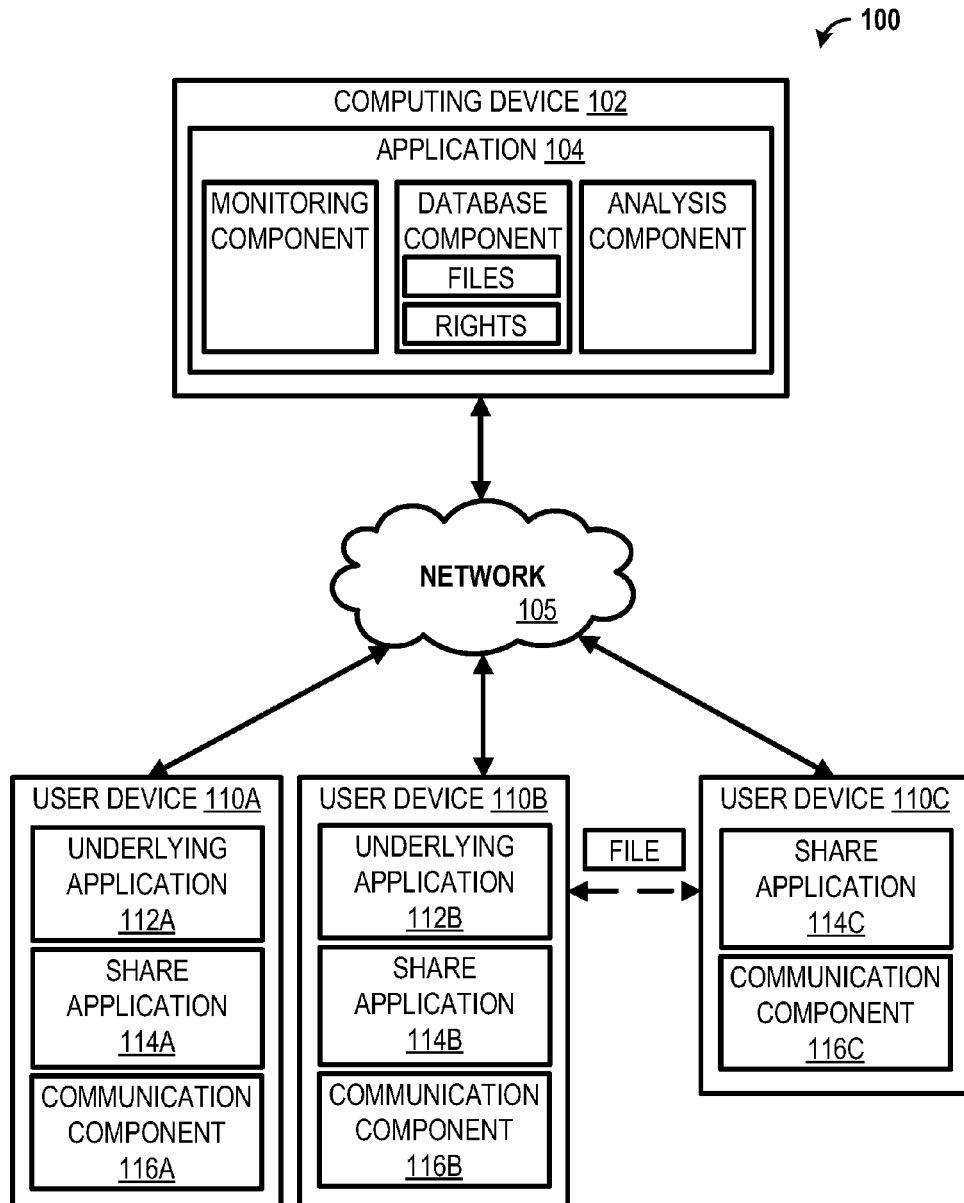 100
COMPUTING DEVICE 102
APPLICATION 104
MONITORING
COMPONENT
DATABASE
COMPONENT
FILES
RIGHTS
ANALYSIS
COMPONENT
NETWORK
105
USER DEVICE 110A
UNDERLYING
APPLICATION
112A
SHARE
APPLICATION
114A
COMMUNICATION
COMPONENT
116A
USER DEVICE 110B
UNDERLYING
APPLICATION
112B
SHARE
APPLICATION
114B
COMMUNICATION
COMPONENT
116B
FILE
USER DEVICE 110C
SHARE
APPLICATION
114C
COMMUNICATION
COMPONENT
116C